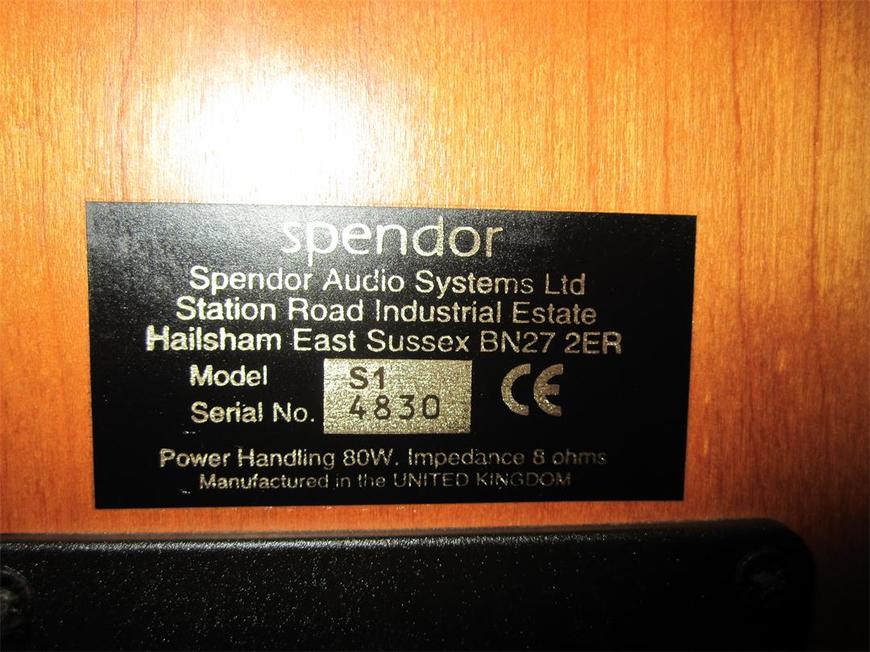 spendor
Spendor Audio Systems Ltd
Station Road Industrial Estate
Hailsham East Sussex BN27 2ER
Model S1
Serial No. 4830
CE
Power Handling 80W. Impedance 8 ohms
Manufactured in the UNITED KINGDOM